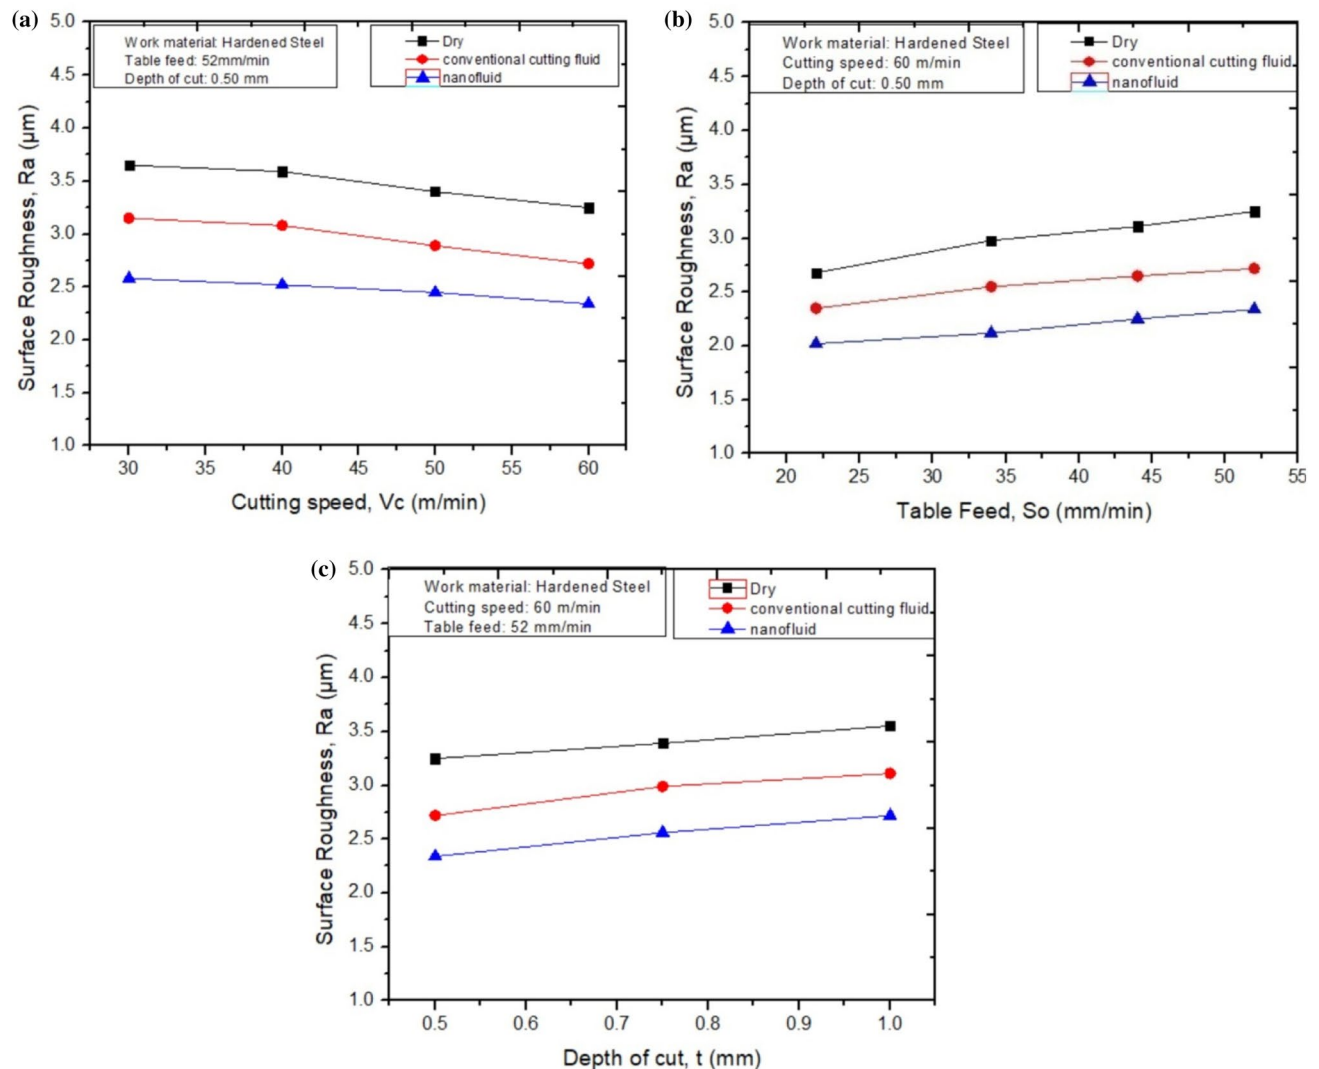 (a)
Work material: Hardened Steel
Table feed: 52mm/min
Depth of cut: 0.50 mm
Dry
conventional cutting fluid
nanofluid
Surface Roughness, Ra (μm)
5.0
4.5
4.0
3.5
3.0
2.5
2.0
1.5
1.0
30 35 40 45 50 55 60
Cutting speed, Vc (m/min)
(b)
Work material: Hardened Steel
Cutting speed: 60 m/min
Depth of cut: 0.50 mm
Dry
conventional cutting fluid
nanofluid
Surface Roughness, Ra (μm)
5.0
4.5
4.0
3.5
3.0
2.5
2.0
1.5
1.0
20 25 30 35 40 45 50 55
Table Feed, So (mm/min)
(c)
Work material: Hardened Steel
Cutting speed: 60 m/min
Table feed: 52 mm/min
Dry
conventional cutting fluid
nanofluid
Surface Roughness, Ra (μm)
5.0
4.5
4.0
3.5
3.0
2.5
2.0
1.5
1.0
0.5 0.6 0.7 0.8 0.9 1.0
Depth of cut, t (mm)